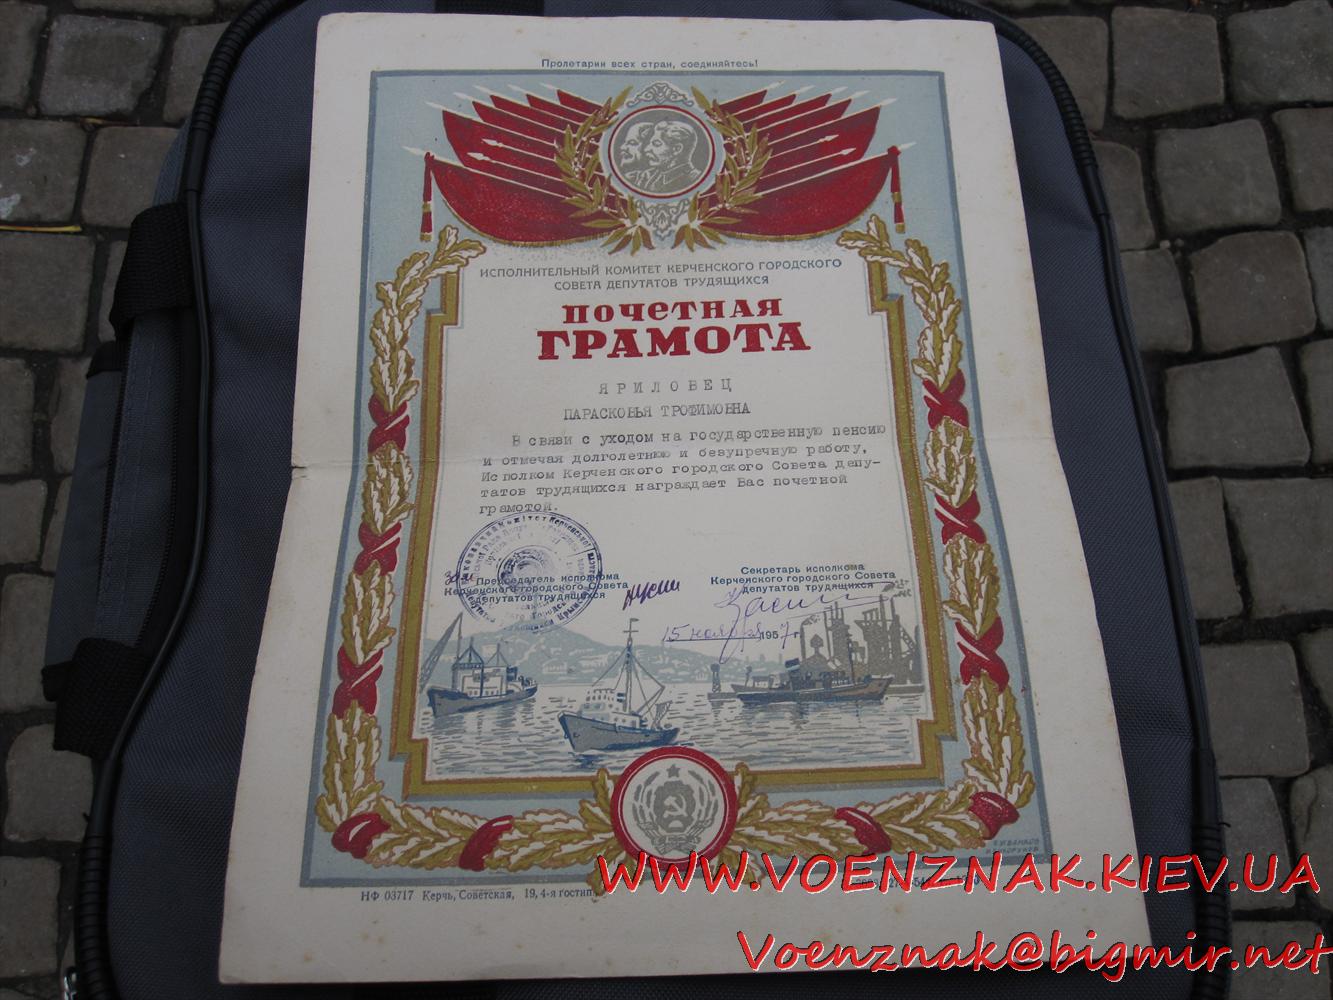 Пролетарии всех стран, соединяйтесь!
ИСПОЛНИТЕЛЬНЫЙ КОМИТЕТ КЕРЧЕНСКОГО ГОРОДСКОГО
СОВЕТА ДЕПУТАТОВ ТРУДЯЩИХСЯ
ПОЧЕТНАЯ
ГРАМОТА
ЯРИЛОВЕЦ
ПАРАСКОВЬЯ ТРОФИМОВНА
В связи с уходом на государственную пенсию
и отмечая долголетнюю и безупречную работу,
Исполком Керченского городского Совета депу-
татов трудящихся награждает Вас почетной
грамотой.
Председатель исполкома
Керченского городского Совета
депутатов трудящихся
Секретарь исполкома
Керченского городского Совета
депутатов трудящихся
15 ноября 1957 г.
НФ 03717 Керчь, Советская, 19, 4-я гостип.
WWW.VOENZNAK.KIEV.UA
Voenznak@bigmir.net